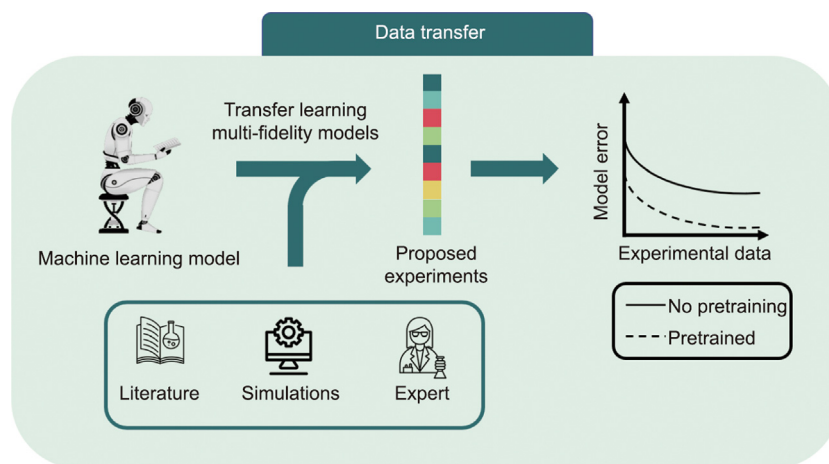 Data transfer
Transfer learning
multi-fidelity models
Machine learning model
Proposed
experiments
Model error
Experimental data
No pretraining
Pretrained
Literature
Simulations
Expert